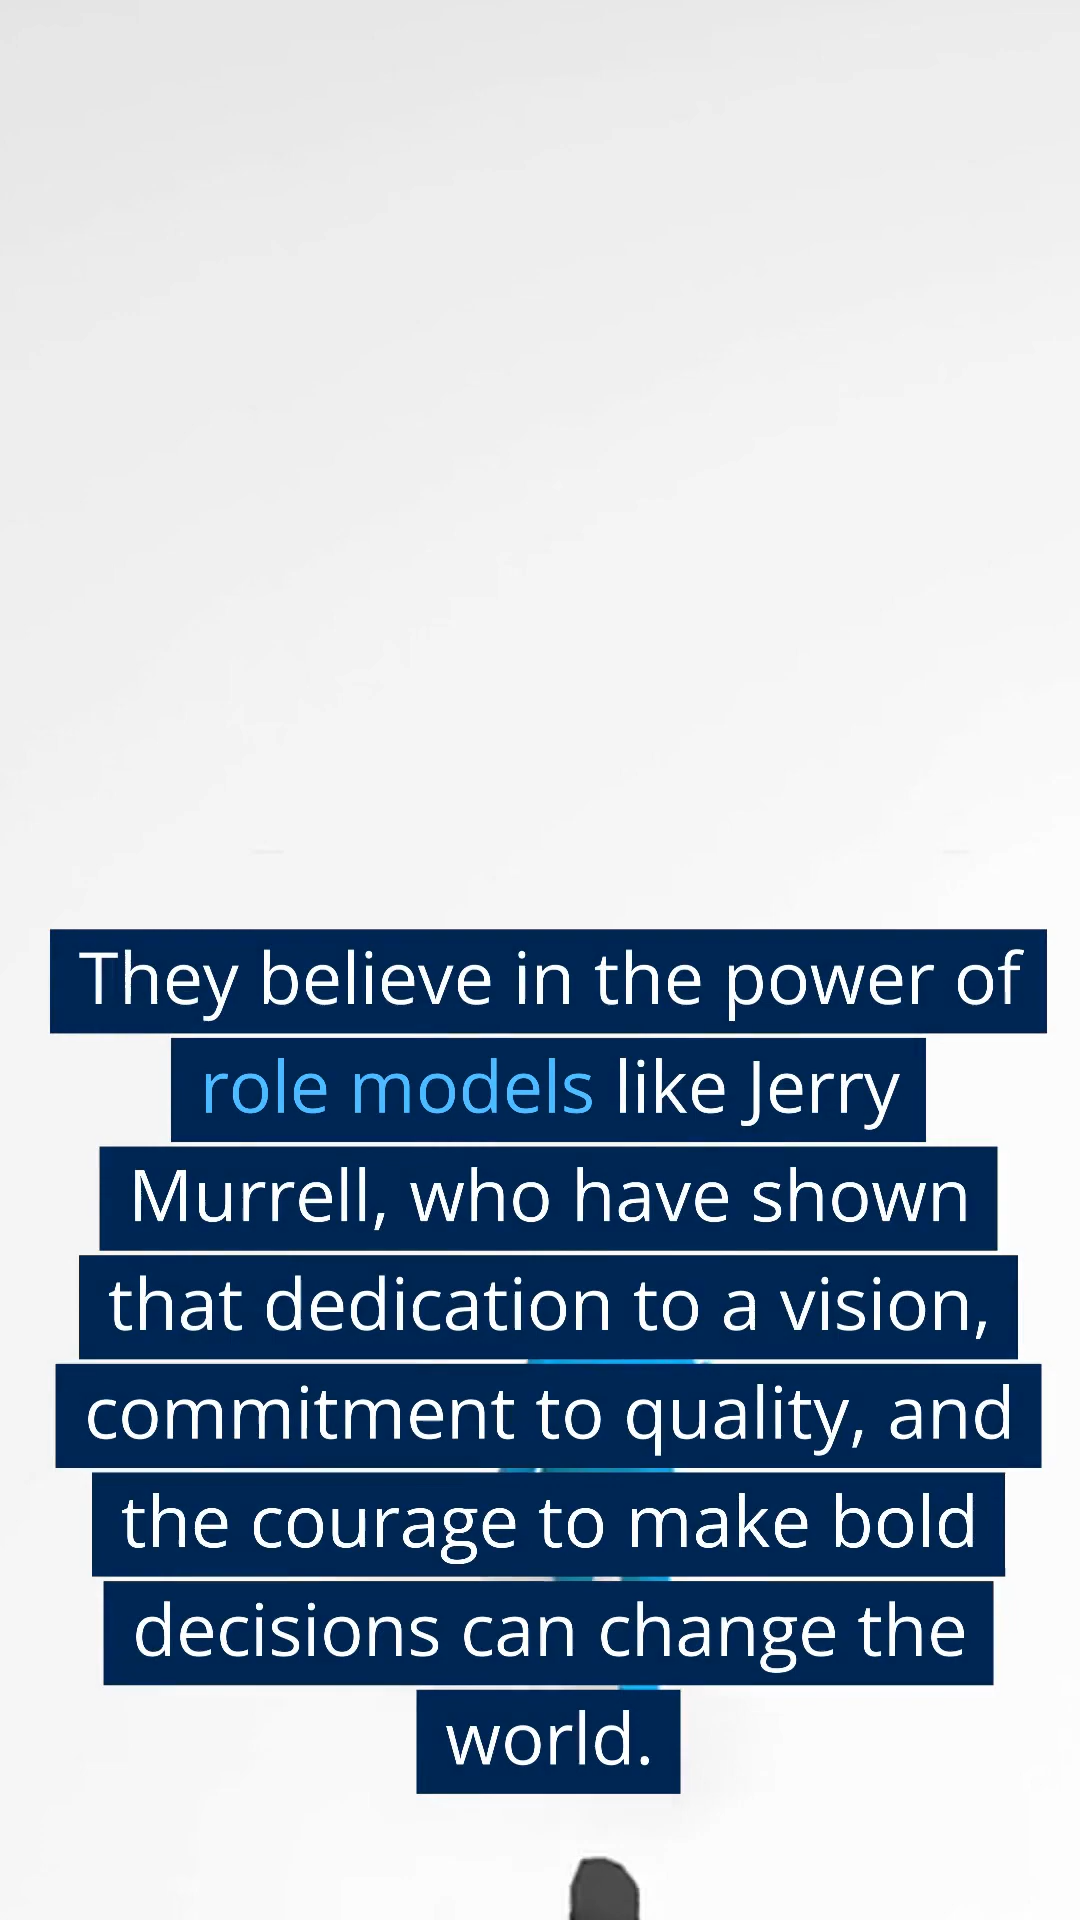 They believe in the power of
role models like Jerry
Murrell, who have shown
that dedication to a vision,
commitment to quality, and
the courage to make bold
decisions can change the
world.